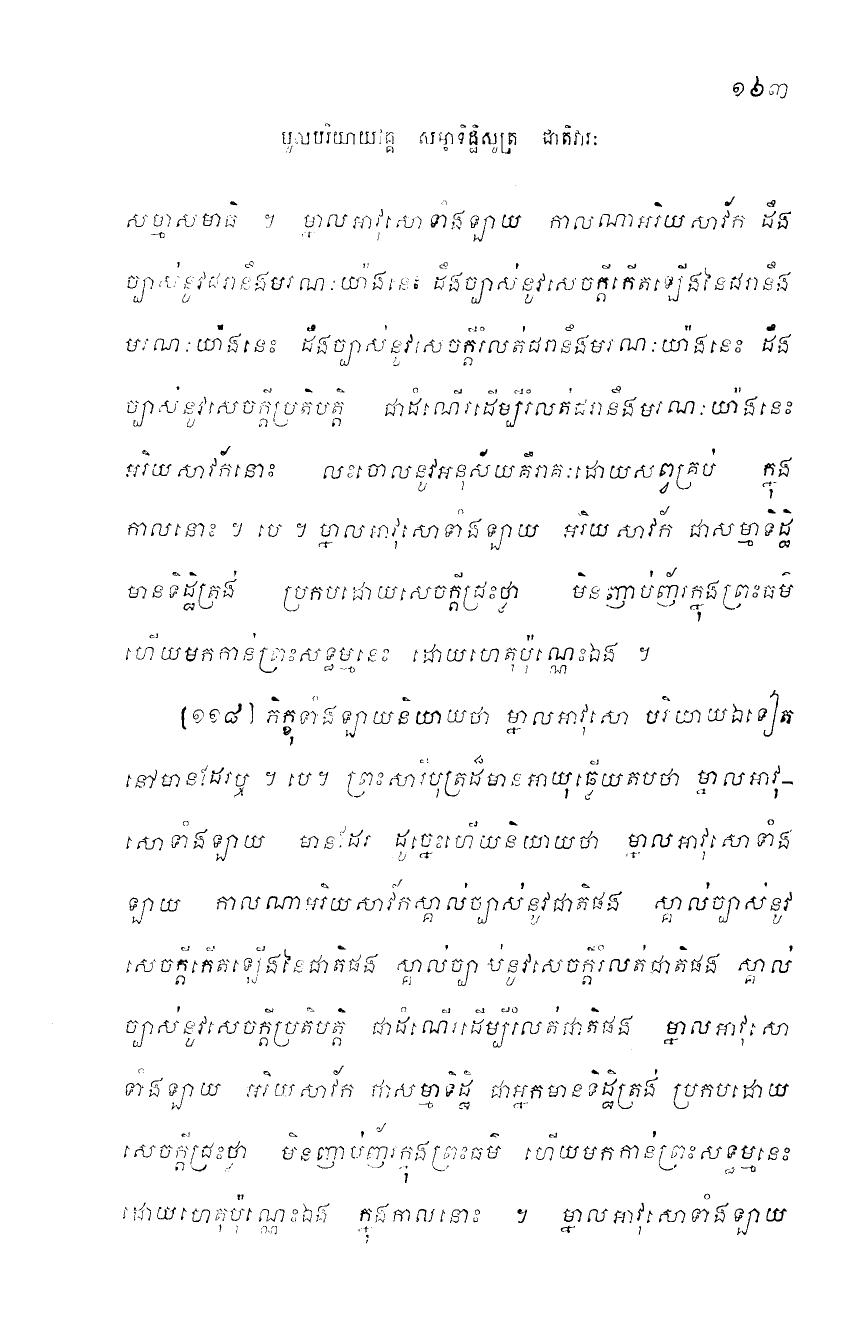 ១៦៣
មូលបរិយាយវគ្គ សម្មាទិដ្ឋិសូត្រ ជាតិវារៈ
សម្មាសមាធិ ។ ម្នាលអាវុសោទាំងឡាយ កាលណាអរិយសាវ័ក ដឹង
ច្បាស់នូវជរានឹងមរណៈយ៉ាងនេះ ដឹងច្បាស់នូវសេចក្តីកើតឡើងនៃជរានឹង
មរណៈយ៉ាងនេះ ដឹងច្បាស់នូវសេចក្តីរំលត់ជរានឹងមរណៈយ៉ាងនេះ ដឹង
ច្បាស់នូវសេចក្តីប្រតិបត្តិ ជាដំណើរដើម្បីរំលត់ជរានឹងមរណៈយ៉ាងនេះ
អរិយសាវ័កនោះ លះចោលនូវអនុស័យគឺរាគៈដោយសព្វគ្រប់ ក្នុង
កាលនោះ ។ បេ ។ ម្នាលអាវុសោទាំងឡាយ អរិយសាវ័ក ជាសម្មាទិដ្ឋិ
មានទិដ្ឋិត្រង់ ប្រកបដោយសេចក្តីជ្រះថ្លា មិនញាប់ញ័រក្នុងព្រះធម៌
ហើយមកកាន់ព្រះសទ្ធម្មនេះ ដោយហេតុប៉ុណ្ណេះឯង ។
(១១៨) ភិក្ខុទាំងឡាយនិយាយថា ម្នាលអាវុសោ បរិយាយឯទៀត
នៅមានដែរឬ ។ បេ។ ព្រះសារីបុត្រដ៏មានអាយុឆ្លើយតបថា ម្នាលអាវុ-
សោទាំងឡាយ មានដែរ ដូច្នេះហើយនិយាយថា ម្នាលអាវុសោទាំង
ឡាយ កាលណាអរិយសាវ័កស្គាល់ច្បាស់នូវជាតិផង ស្គាល់ច្បាស់នូវ
សេចក្តីកើតឡើងនៃជាតិផង ស្គាល់ច្បាស់នូវសេចក្តីរំលត់ជាតិផង ស្គាល់
ច្បាស់នូវសេចក្តីប្រតិបត្តិ ជាដំណើរដើម្បីរំលត់ជាតិផង ម្នាលអាវុសោ
ទាំងឡាយ អរិយសាវ័ក ជាសម្មាទិដ្ឋិ ជាអ្នកមានទិដ្ឋិត្រង់ ប្រកបដោយ
សេចក្តីជ្រះថ្លា មិនញាប់ញ័រក្នុងព្រះធម៌ ហើយមកកាន់ព្រះសទ្ធម្មនេះ
ដោយហេតុប៉ុណ្ណេះឯង ក្នុងកាលនោះ ។ ម្នាលអាវុសោទាំងឡាយ